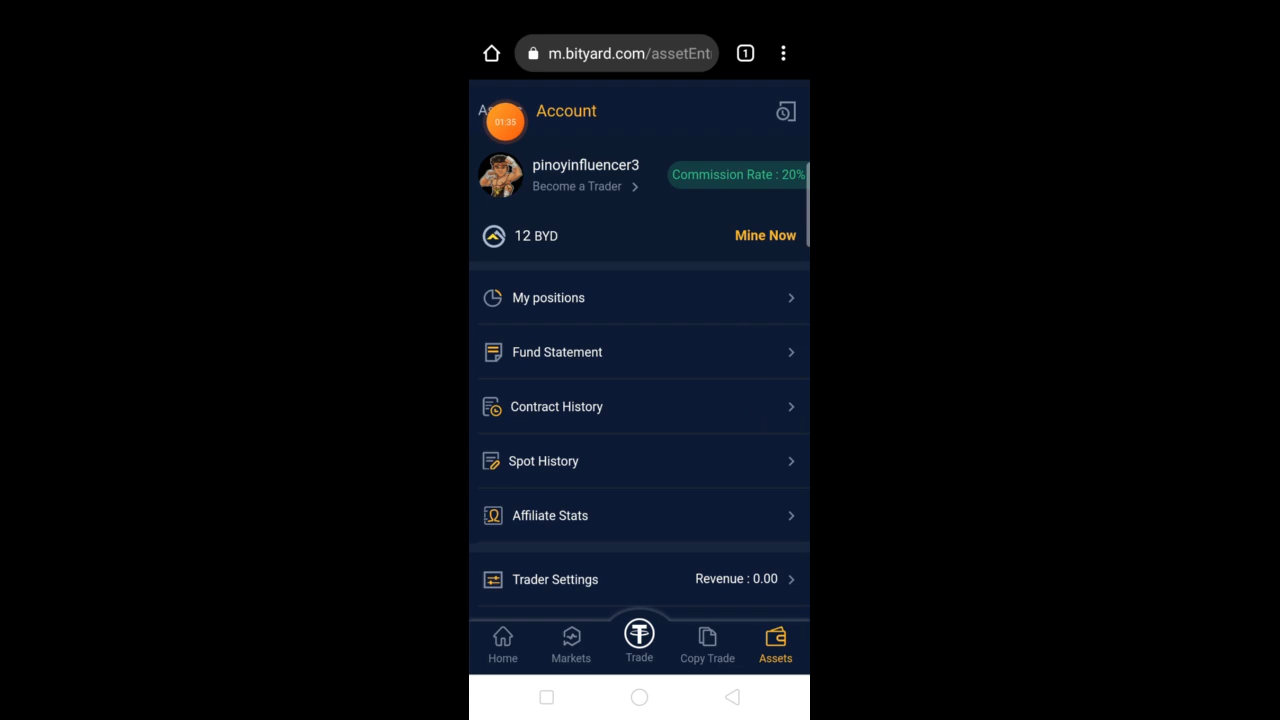 m.bityard.com/assetEnt
1
Account
01:35
pinoyinfluencer3
Commission Rate : 20%
Become a Trader
12 BYD
Mine Now
My positions
Fund Statement
Contract History
Spot History
Affiliate Stats
Trader Settings
Revenue : 0.00
Home
Markets
Trade
Copy Trade
Assets